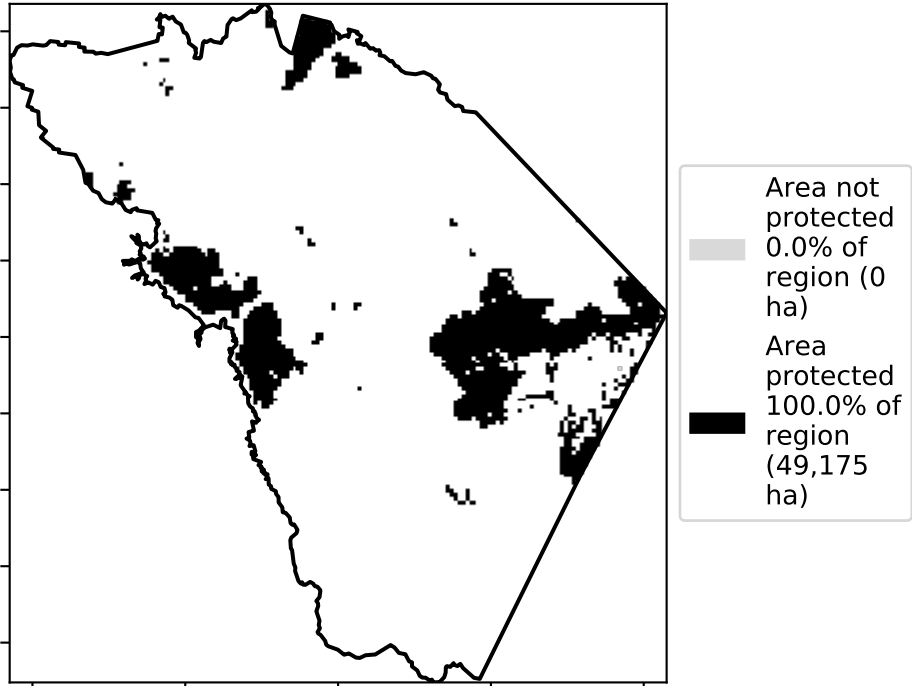 Area not
protected
0.0% of
region (0
ha)
Area
protected
100.0% of
region
(49,175
ha)